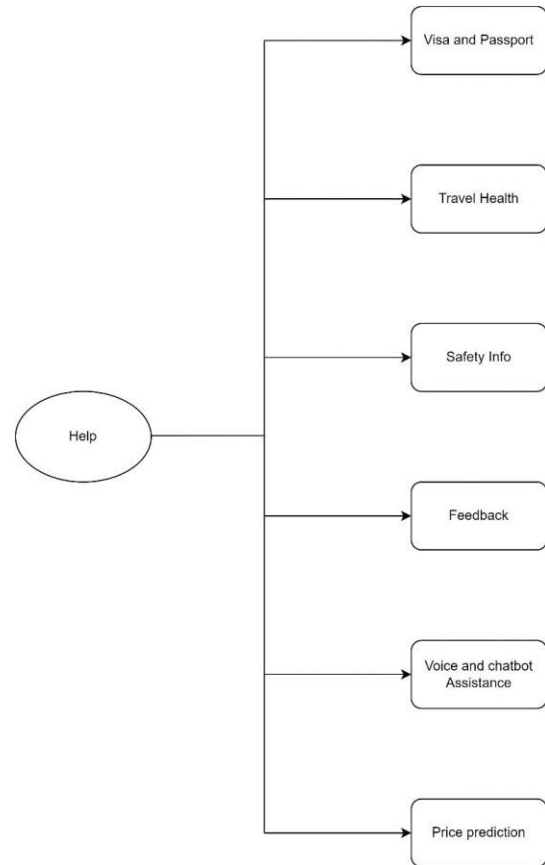 Visa and Passport
Travel Health
Safety Info
Help
Feedback
Voice and chatbot
Assistance
Price prediction